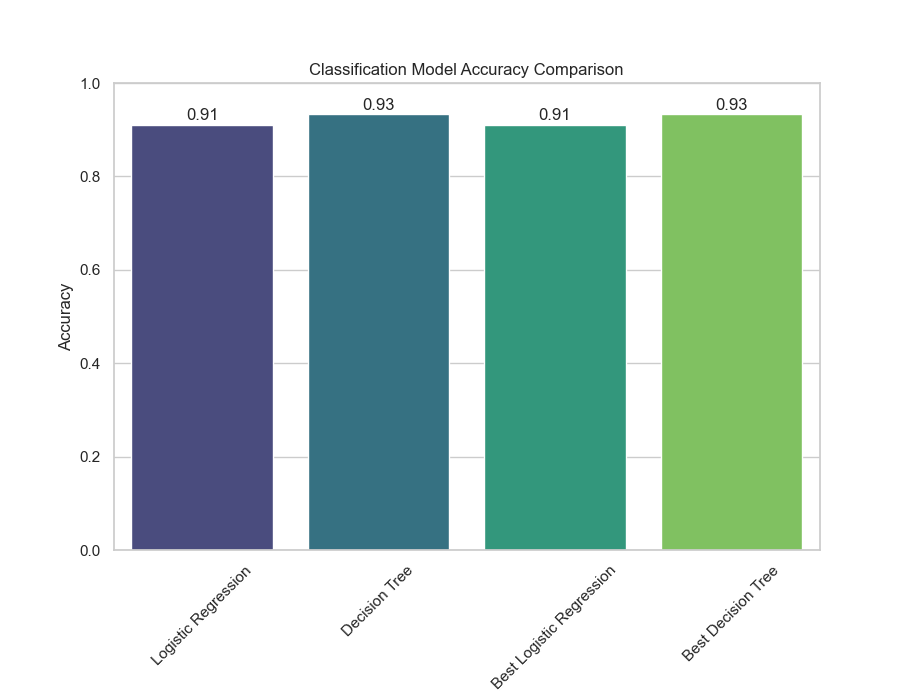 Classification Model Accuracy Comparison
1.0
0.8
0.6
0.4
0.2
0.0
Accuracy
0.91
0.93
0.91
0.93
Logistic Regression
Decision Tree
Best Logistic Regression
Best Decision Tree